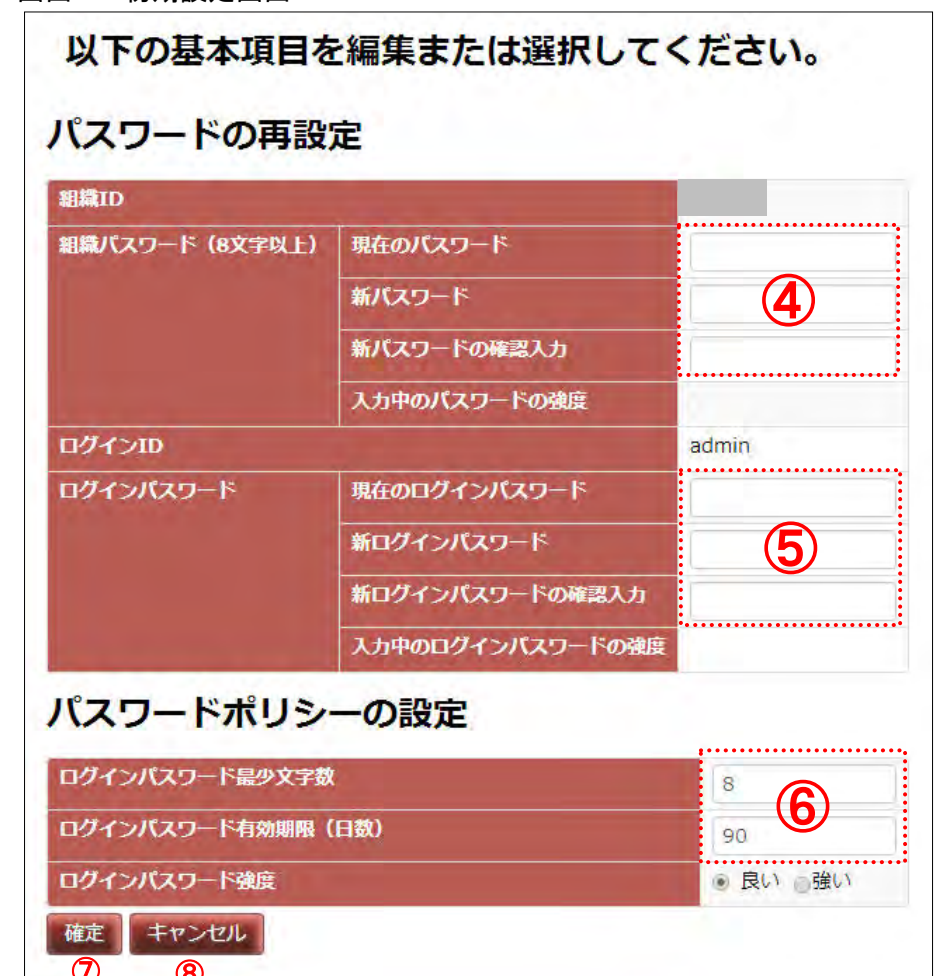 以下の基本項目を編集または選択してください。
パスワードの再設定
組織ID
組織パスワード（8文字以上）
現在のパスワード
新パスワード
④
新パスワードの確認入力
入力中のパスワードの強度
ログインID
admin
ログインパスワード
現在のログインパスワード
新ログインパスワード
⑤
新ログインパスワードの確認入力
入力中のログインパスワードの強度
パスワードポリシーの設定
ログインパスワード最少文字数
8
⑥
ログインパスワード有効期限（日数）
90
ログインパスワード強度
良い 強い
確定 キャンセル
⑦ ⑧